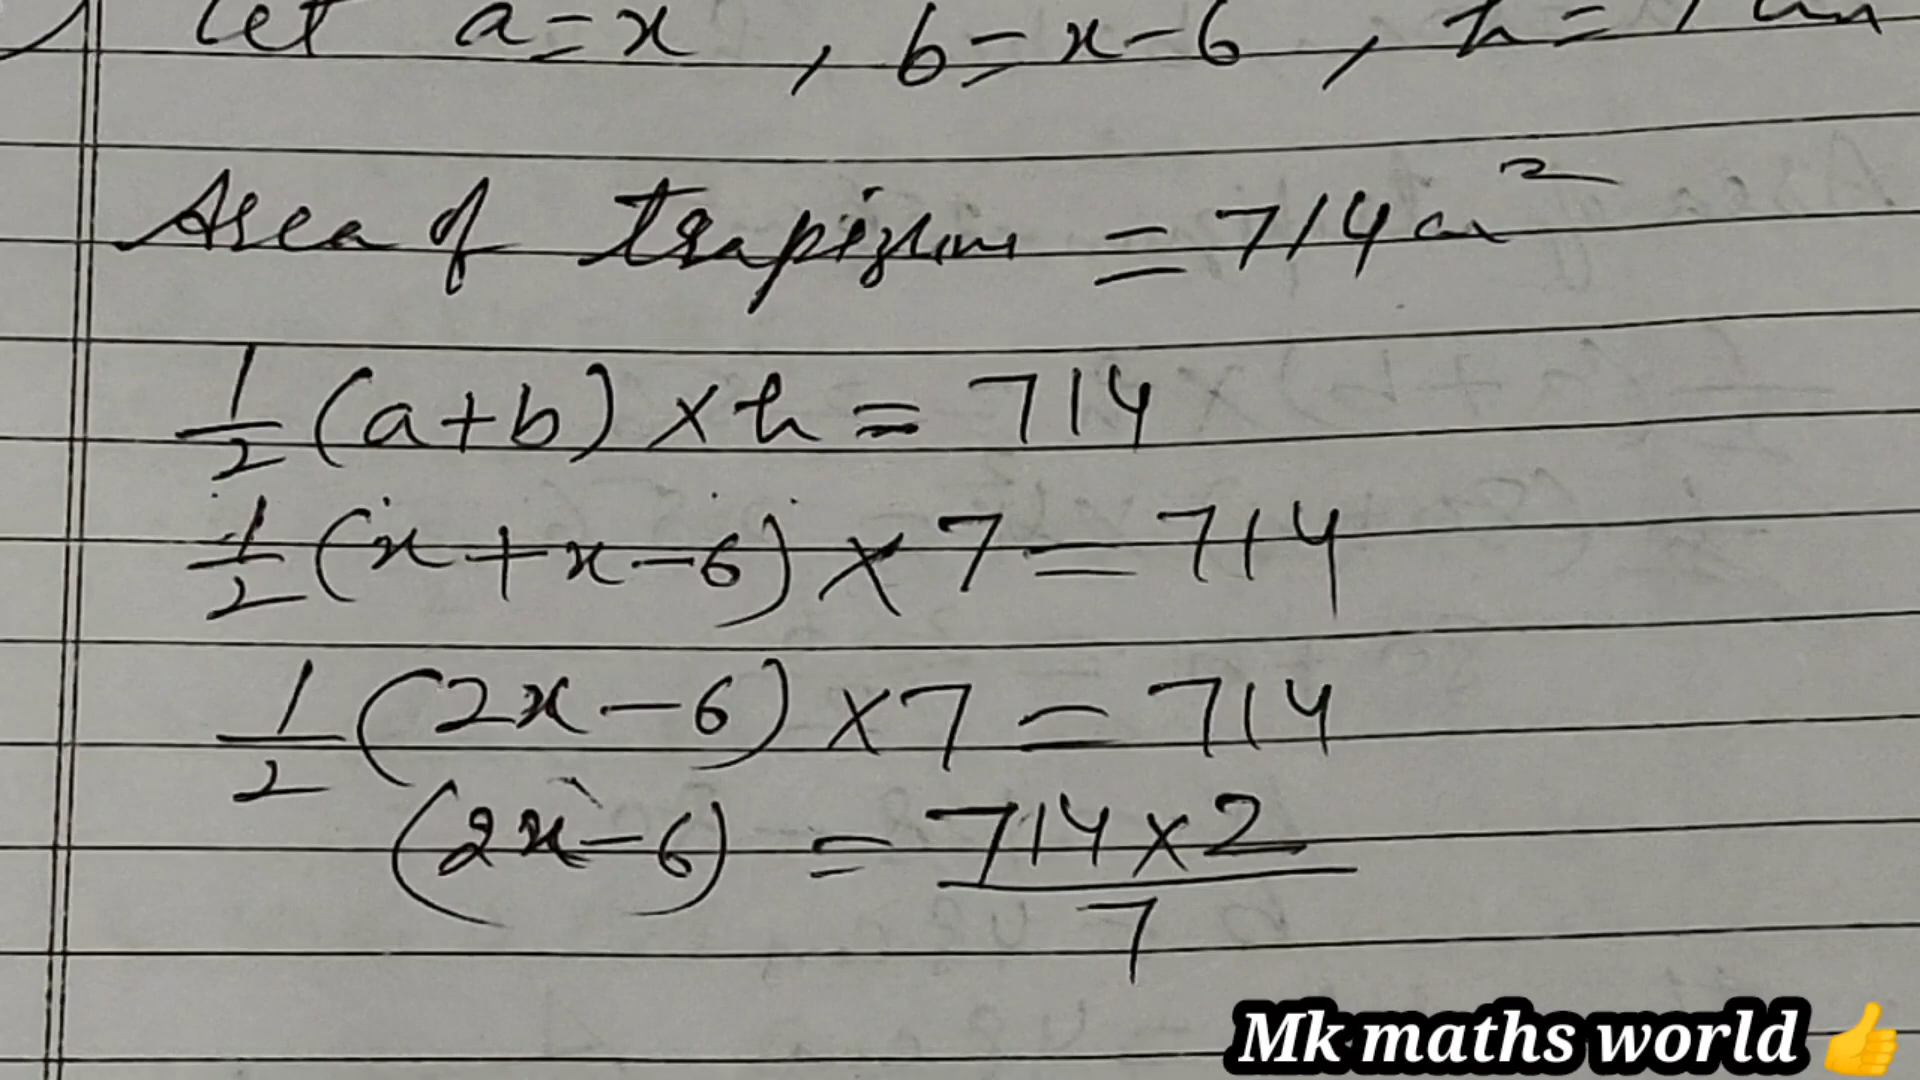 let a=x , b=x-6 , h=7 cm
Area of trapizium = 714 cm²
1/2 (a+b) × h = 714
1/2 (x+x-6) × 7 = 714
1/2 (2x-6) × 7 = 714
(2x-6) = 714×2/7
Mk maths world 👍